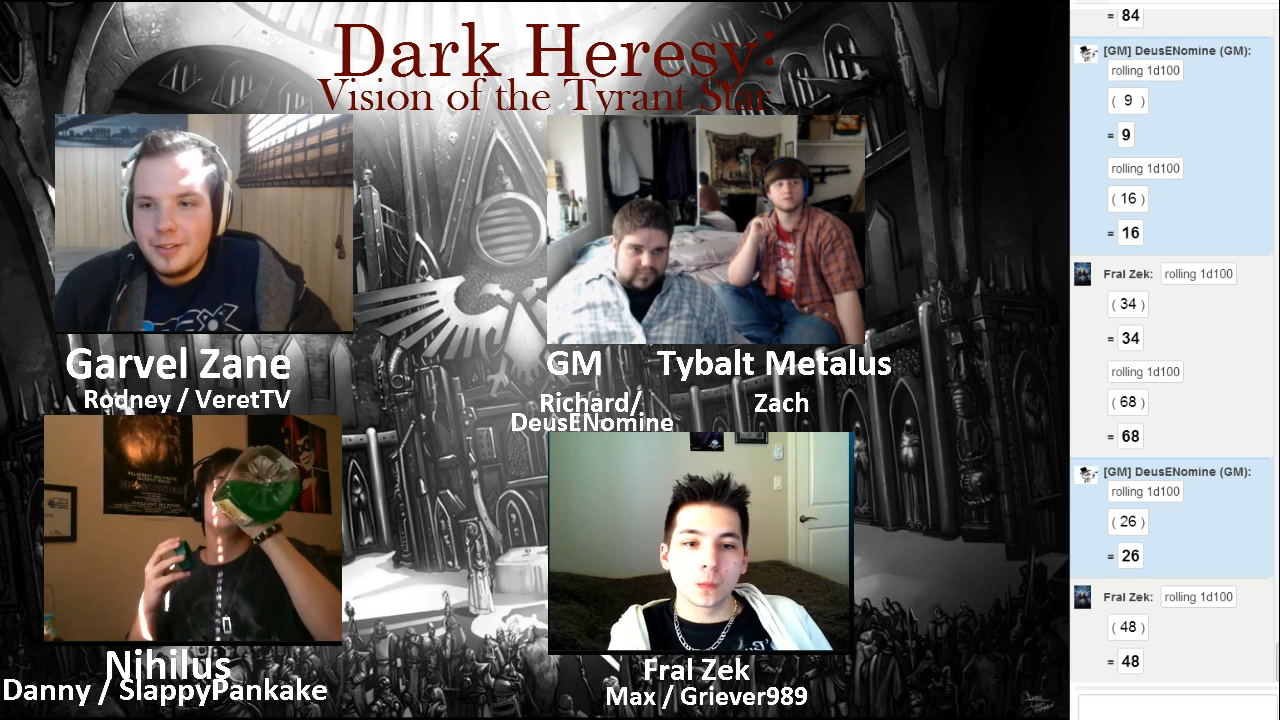 Dark Heresy:
Vision of the Tyrant Star
Garvel Zane
Rodney / VeretTV
GM
Tybalt Metalus
Richard/
DeusENomine
Zach
Nihilus
Danny / SlappyPankake
Fral Zek
Max / Griever989
= 84
[GM] DeusENomine (GM):
rolling 1d100
( 9 )
= 9
rolling 1d100
( 16 )
= 16
Fral Zek: rolling 1d100
( 34 )
= 34
rolling 1d100
( 68 )
= 68
[GM] DeusENomine (GM):
rolling 1d100
( 26 )
= 26
Fral Zek: rolling 1d100
( 48 )
= 48